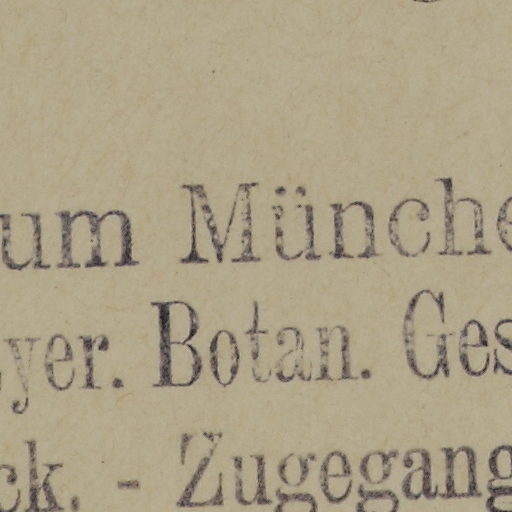 um Münche
yer. Botan. Ges
ck. - Zugegang